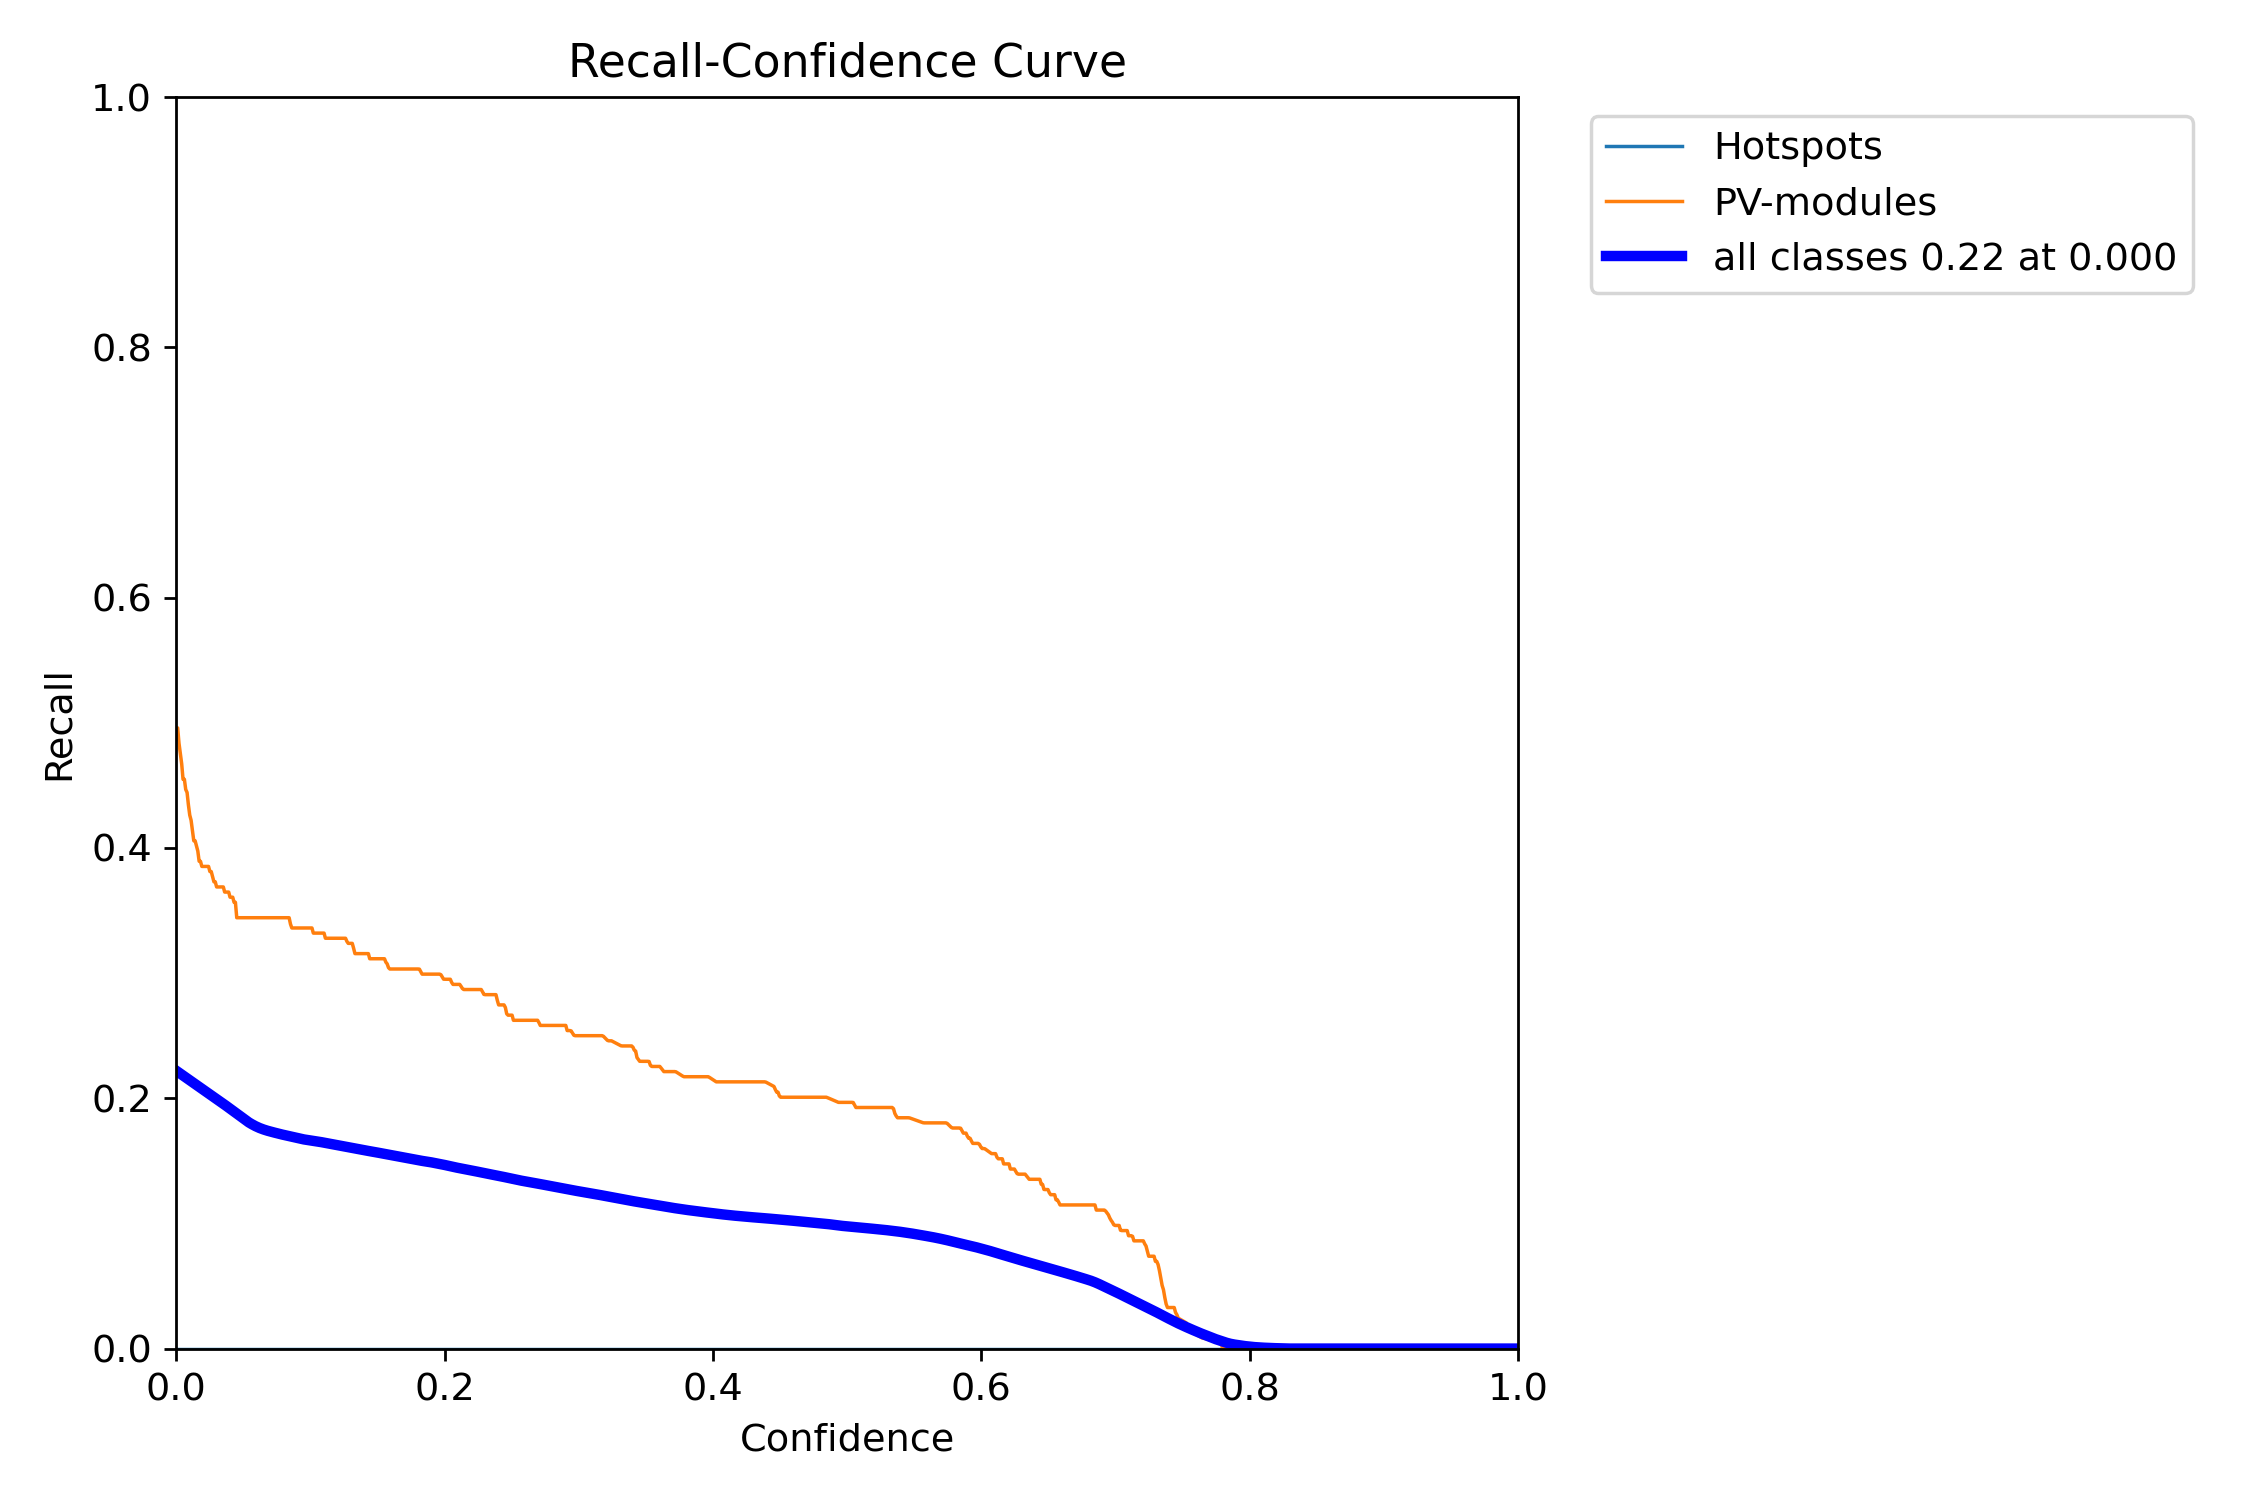 Recall-Confidence Curve
1.0
0.8
0.6
0.4
0.2
0.0
Recall
0.0 0.2 0.4 0.6 0.8 1.0
Confidence
Hotspots
PV-modules
all classes 0.22 at 0.000